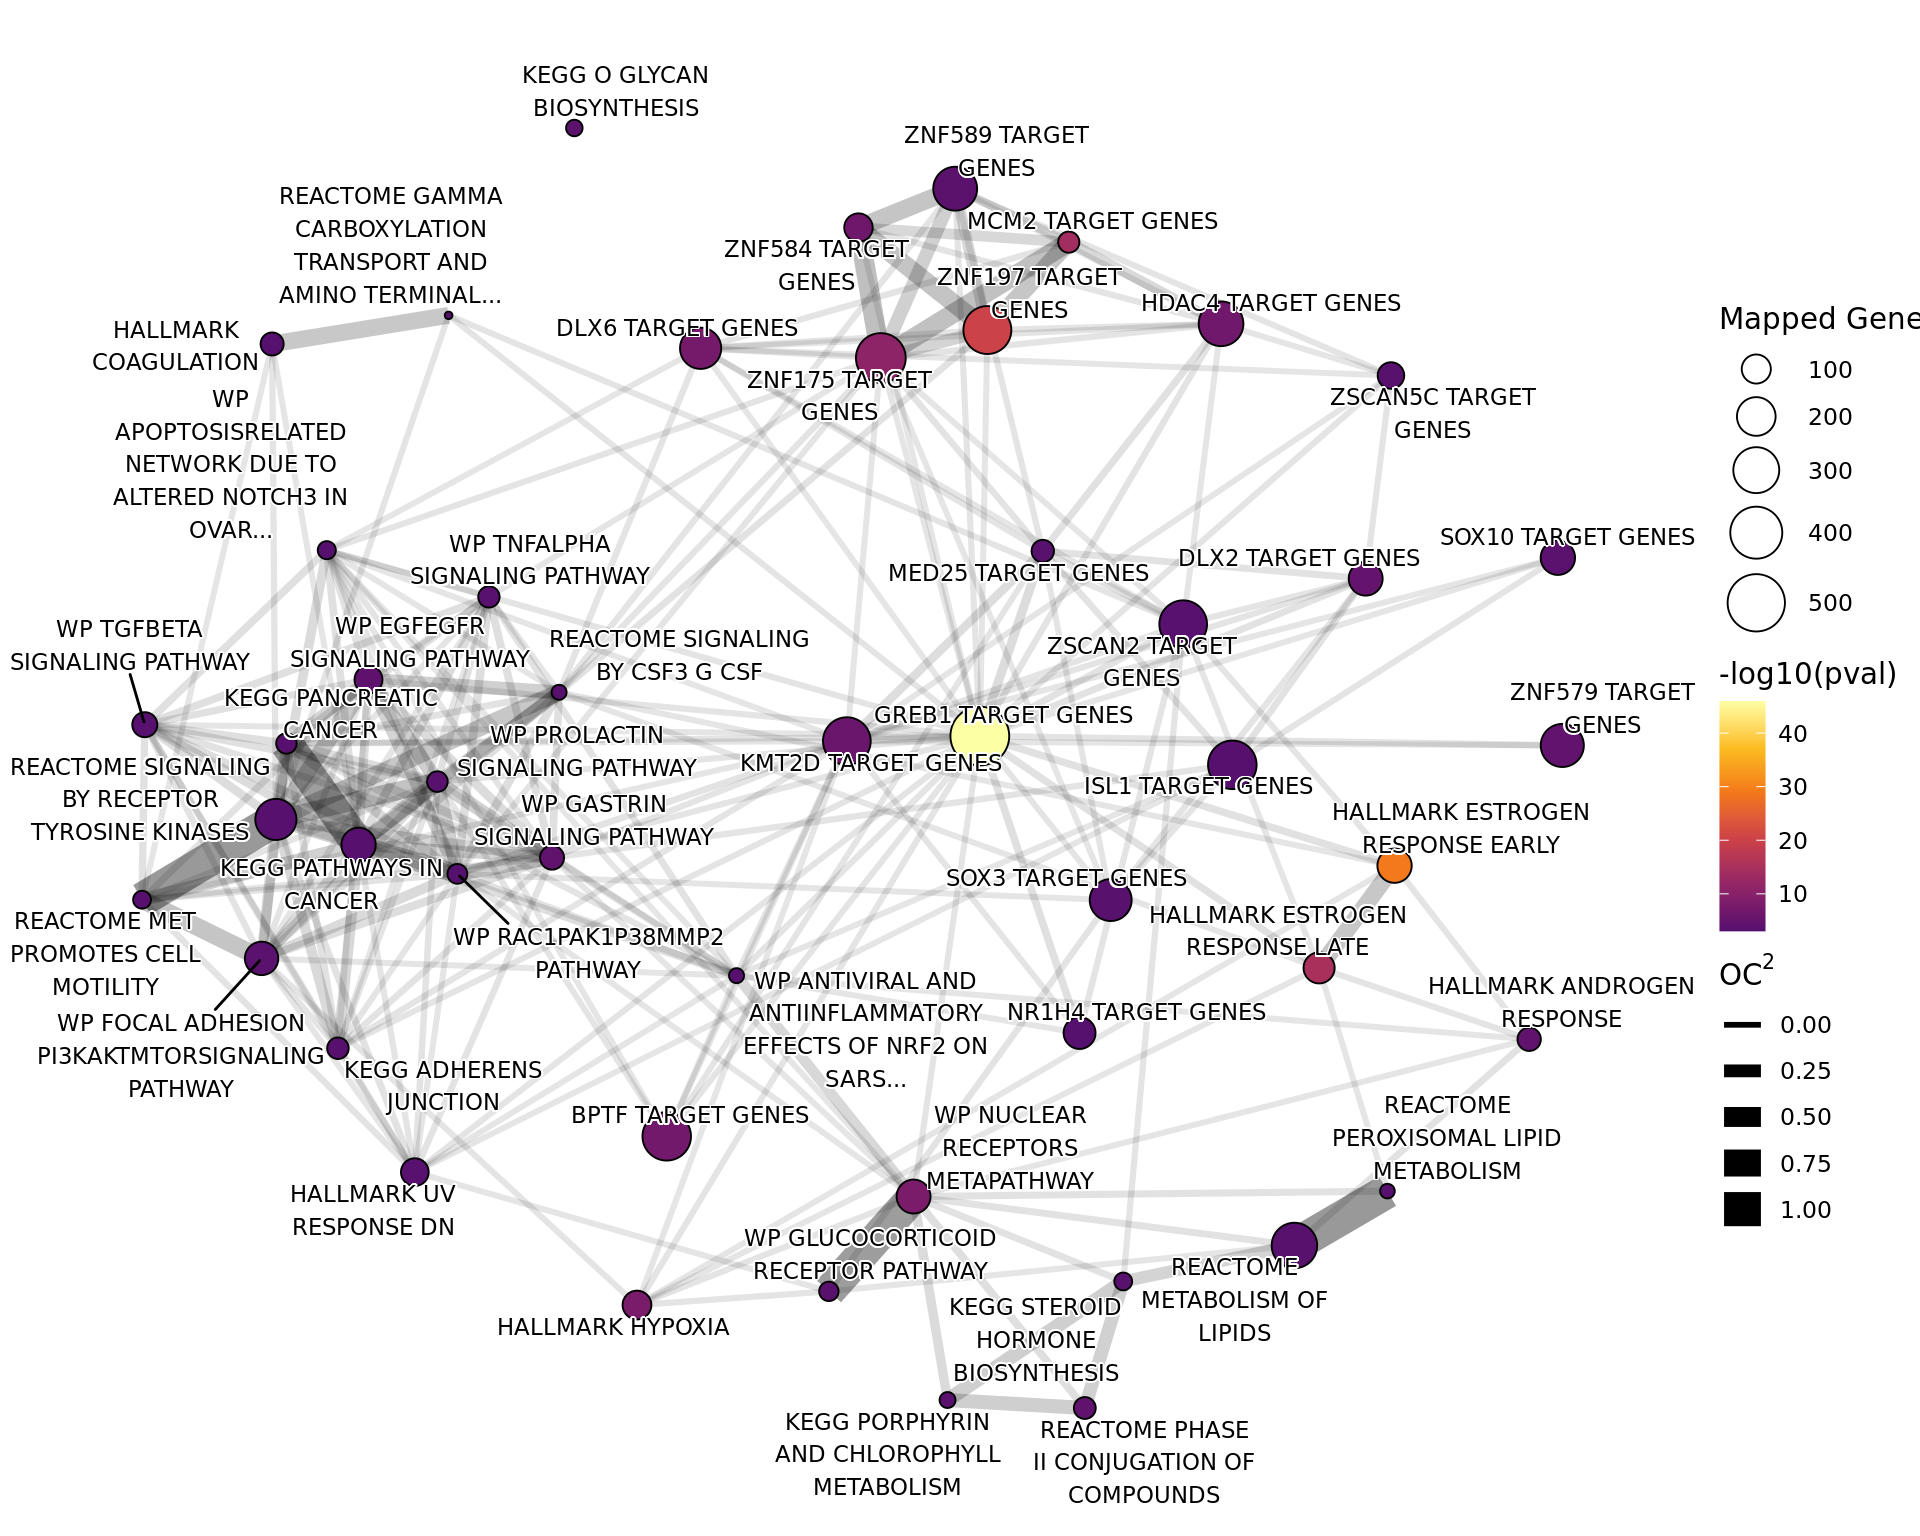 KEGG O GLYCAN
BIOSYNTHESIS
ZNF589 TARGET
GENES
REACTOME GAMMA
CARBOXYLATION
TRANSPORT AND
AMINO TERMINAL...
MCM2 TARGET GENES
ZNF584 TARGET
GENES
ZNF197 TARGET
GENES
HDAC4 TARGET GENES
HALLMARK
COAGULATION
DLX6 TARGET GENES
ZNF175 TARGET
GENES
ZSCAN5C TARGET
GENES
WP
APOPTOSISRELATED
NETWORK DUE TO
ALTERED NOTCH3 IN
OVAR...
WP TNFALPHA
SIGNALING PATHWAY
MED25 TARGET GENES
DLX2 TARGET GENES
SOX10 TARGET GENES
WP TGFBETA
SIGNALING PATHWAY
WP EGFEGFR
SIGNALING PATHWAY
REACTOME SIGNALING
BY CSF3 G CSF
ZSCAN2 TARGET
GENES
KEGG PANCREATIC
CANCER
ZNF579 TARGET
GENES
GREB1 TARGET GENES
WP PROLACTIN
SIGNALING PATHWAY
KMT2D TARGET GENES
REACTOME SIGNALING
BY RECEPTOR
TYROSINE KINASES
ISL1 TARGET GENES
WP GASTRIN
SIGNALING PATHWAY
HALLMARK ESTROGEN
RESPONSE EARLY
KEGG PATHWAYS IN
CANCER
SOX3 TARGET GENES
REACTOME MET
PROMOTES CELL
MOTILITY
HALLMARK ESTROGEN
RESPONSE LATE
WP RAC1PAK1P38MMP2
PATHWAY
WP ANTIVIRAL AND
ANTIINFLAMMATORY
EFFECTS OF NRF2 ON
SARS...
NR1H4 TARGET GENES
HALLMARK ANDROGEN
RESPONSE
WP FOCAL ADHESION
PI3KAKTMTORSIGNALING
PATHWAY
KEGG ADHERENS
JUNCTION
BPTF TARGET GENES
WP NUCLEAR
RECEPTORS
METAPATHWAY
REACTOME
PEROXISOMAL LIPID
METABOLISM
HALLMARK UV
RESPONSE DN
WP GLUCOCORTICOID
RECEPTOR PATHWAY
REACTOME
METABOLISM OF
LIPIDS
HALLMARK HYPOXIA
KEGG STEROID
HORMONE
BIOSYNTHESIS
KEGG PORPHYRIN
AND CHLOROPHYLL
METABOLISM
REACTOME PHASE
II CONJUGATION OF
COMPOUNDS
Mapped Gene
100
200
300
400
500
-log10(pval)
40
30
20
10
OC²
0.00
0.25
0.50
0.75
1.00